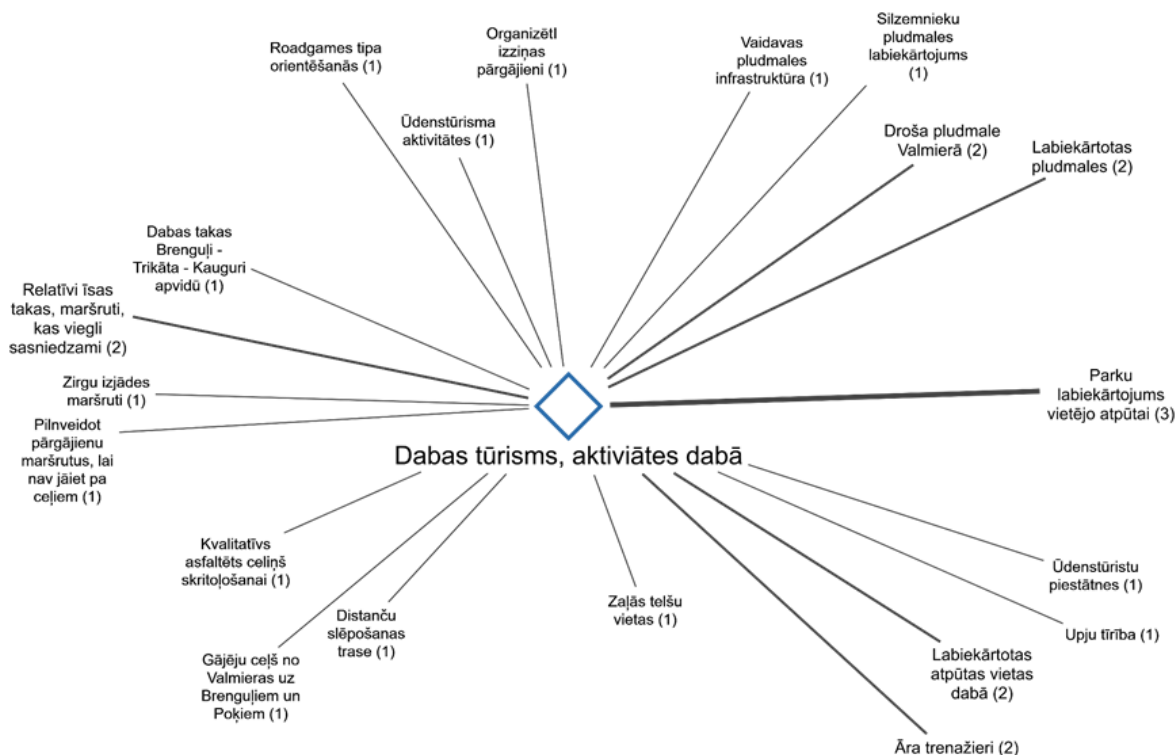 Roadgames tipa
orientēšanās (1)
OrganizētI
izziņas
pārgājieni (1)
Ūdenstūrisma
aktivitātes (1)
Vaidavas
pludmales
infrastruktūra (1)
Silzemnieku
pludmales
labiekārtojums
(1)
Droša pludmale
Valmierā (2)
Labiekārtotas
pludmales (2)
Dabas takas
Brenguļi -
Trikāta - Kauguri
apvidū (1)
Relatīvi īsas
takas, maršruti,
kas viegli
sasniedzami (2)
Zirgu izjādes
maršruti (1)
Pilnveidot
pārgājienu
maršrutus, lai
nav jāiet pa
ceļiem (1)
Parku
labiekārtojums
vietējo atpūtai (3)
Dabas tūrisms, aktiviātes dabā
Kvalitatīvs
asfaltēts celiņš
skritoļošanai (1)
Gājēju ceļš no
Valmieras uz
Brenguļiem un
Poķiem (1)
Distanču
slēpošanas
trase (1)
Zaļās telšu
vietas (1)
Ūdenstūristu
piestātnes (1)
Upju tīrība (1)
Labiekārtotas
atpūtas vietas
dabā (2)
Āra trenažieri (2)